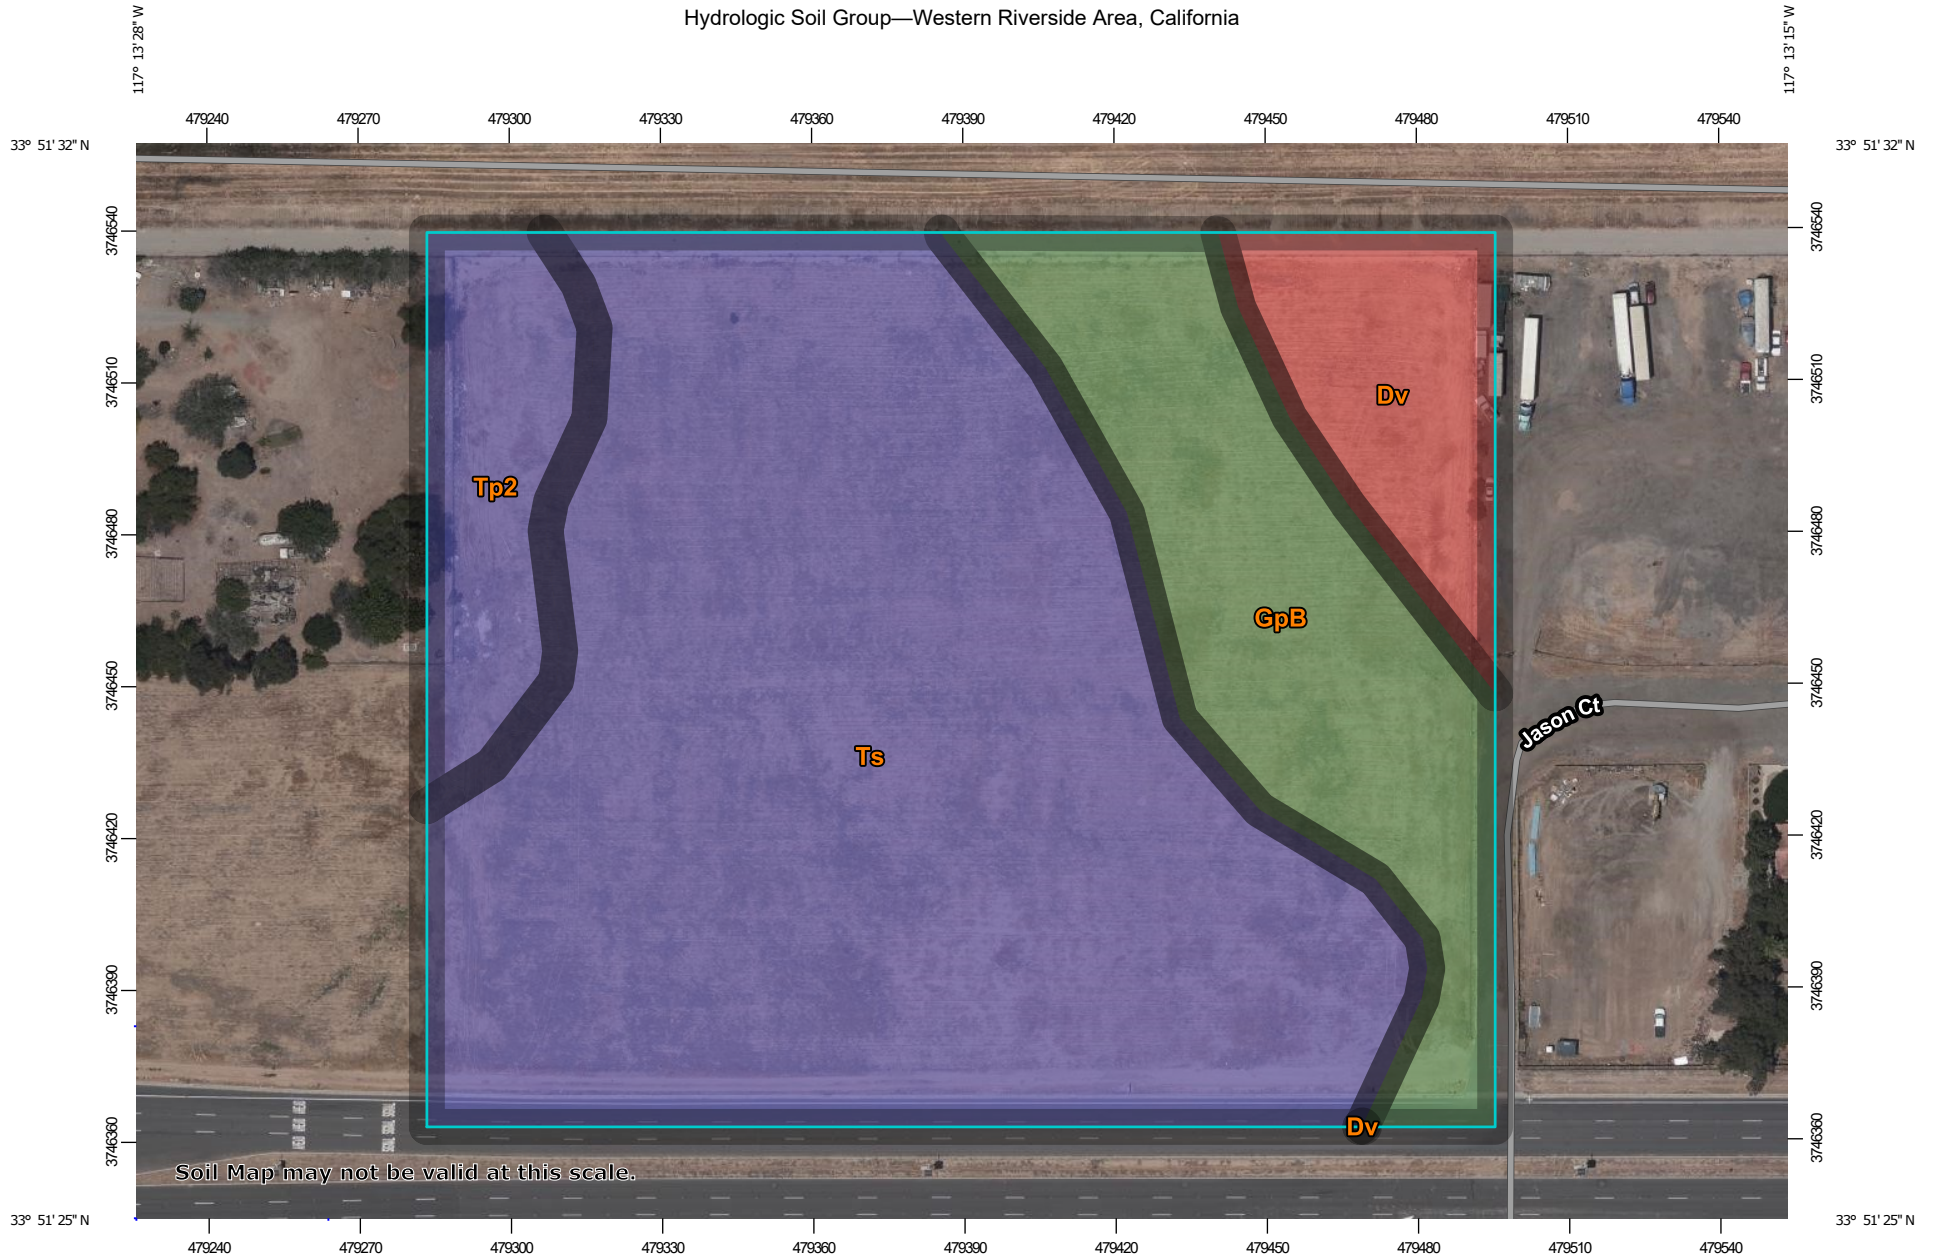 Hydrologic Soil Group—Western Riverside Area, California
117° 13' 28" W
117° 13' 15" W
479240 479270 479300 479330 479360 479390 479420 479450 479480 479510 479540
33° 51' 32" N
33° 51' 32" N
3746540
3746540
3746510
3746510
Dv
Tp2
3746480
3746480
GpB
3746450
3746450
Jason Ct
Ts
3746420
3746420
3746390
3746390
Dv
3746360
3746360
Soil Map may not be valid at this scale.
33° 51' 25" N
33° 51' 25" N
479240 479270 479300 479330 479360 479390 479420 479450 479480 479510 479540